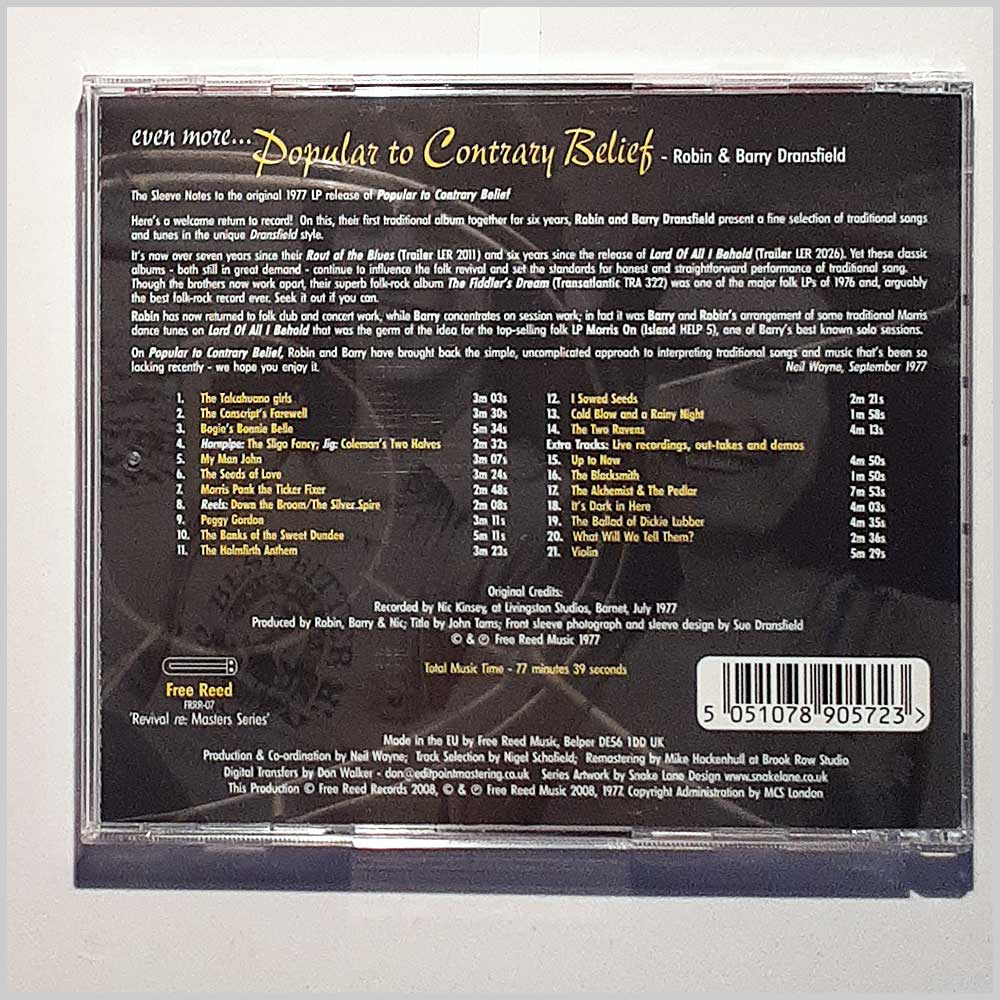 even more...
Popular to Contrary Belief - Robin & Barry Dransfield
The Sleeve Notes to the original 1977 LP release of Popular to Contrary Belief
Here's a welcome return to record! On this, their first traditional album together for six years, Robin and Barry Dransfield present a fine selection of traditional songs
and tunes in the unique Dransfield style.
It's now over seven years since their Rout of the Blues (Trailer LER 2011) and six years since the release of Lord Of All I Behold (Trailer LER 2026). Yet these classic
albums - both still in great demand - continue to influence the folk revival and set the standards for honest and straightforward performance of traditional song.
Though the brothers now work apart, their superb folk-rock album The Fiddler's Dream (Transatlantic TRA 322) was one of the major folk LPs of 1976 and, arguably
the best folk-rock record ever. Seek it out if you can.
Robin has now returned to folk club and concert work, while Barry concentrates on session work; in fact it was Barry and Robin's arrangement of some traditional Morris
dance tunes on Lord Of All I Behold that was the germ of the idea for the top-selling folk LP Morris On (Island HELP 5), one of Barry's best known solo sessions.
On Popular to Contrary Belief, Robin and Barry have brought back the simple, uncomplicated approach to interpreting traditional songs and music that's been so
lacking recently - we hope you enjoy it. Neil Wayne, September 1977
1. The Talcahuano girls 3m 03s
2. The Conscript's Farewell 3m 30s
3. Bogie's Bonnie Belle 5m 34s
4. Hornpipe: The Sligo Fancy; Jig: Coleman's Two Halves 2m 32s
5. My Man John 3m 07s
6. The Seeds of Love 3m 24s
7. Morris Pank the Ticker Fixer 2m 48s
8. Reels: Down the Broom/The Silver Spire 2m 08s
9. Peggy Gordon 3m 11s
10. The Banks of the Sweet Dundee 5m 11s
11. The Holmfirth Anthem 3m 23s
12. I Sowed Seeds 2m 21s
13. Cold Blow and a Rainy Night 1m 58s
14. The Two Ravens 4m 13s
Extra Tracks: Live recordings, out-takes and demos
15. Up to Now 4m 50s
16. The Blacksmith 1m 50s
17. The Alchemist & The Pedlar 7m 53s
18. It's Dark in Here 4m 03s
19. The Ballad of Dickie Lubber 4m 35s
20. What Will We Tell Them? 2m 36s
21. Violin 5m 29s
Original Credits:
Recorded by Nic Kinsey, at Livingston Studios, Barnet, July 1977
Produced by Robin, Barry & Nic; Title by John Tams; Front sleeve photograph and sleeve design by Sue Dransfield
© & ℗ Free Reed Music 1977
Total Music Time - 77 minutes 39 seconds
Free Reed
FRRR-07
'Revival re: Masters Series'
5 051078 905723 >
Made in the EU by Free Reed Music, Belper DE56 1DD UK
Production & Co-ordination by Neil Wayne; Track Selection by Nigel Schofield; Remastering by Mike Hockenhull at Brook Row Studio
Digital Transfers by Don Walker - don@editpointmastering.co.uk Series Artwork by Snake Lane Design www.snakelane.co.uk
This Production © Free Reed Records 2008, © & ℗ Free Reed Music 2008, 1977. Copyright Administration by MCS London